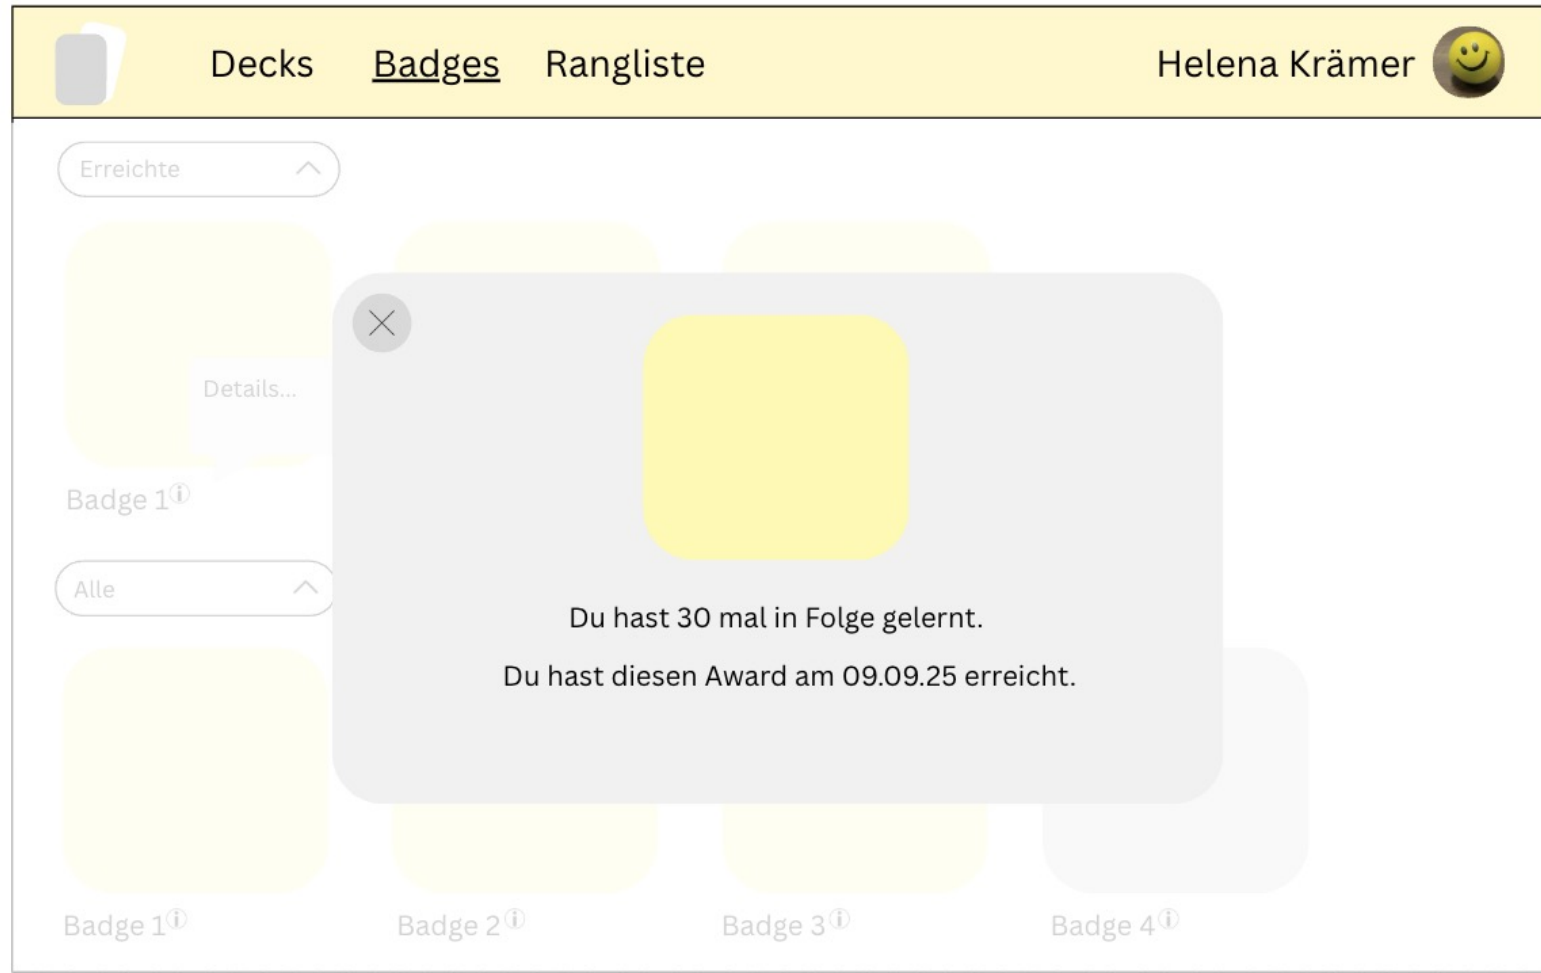 Decks Badges Rangliste Helena Krämer
Erreichte
Details...
Badge 1
Alle
Du hast 30 mal in Folge gelernt.
Du hast diesen Award am 09.09.25 erreicht.
Badge 1 Badge 2 Badge 3 Badge 4